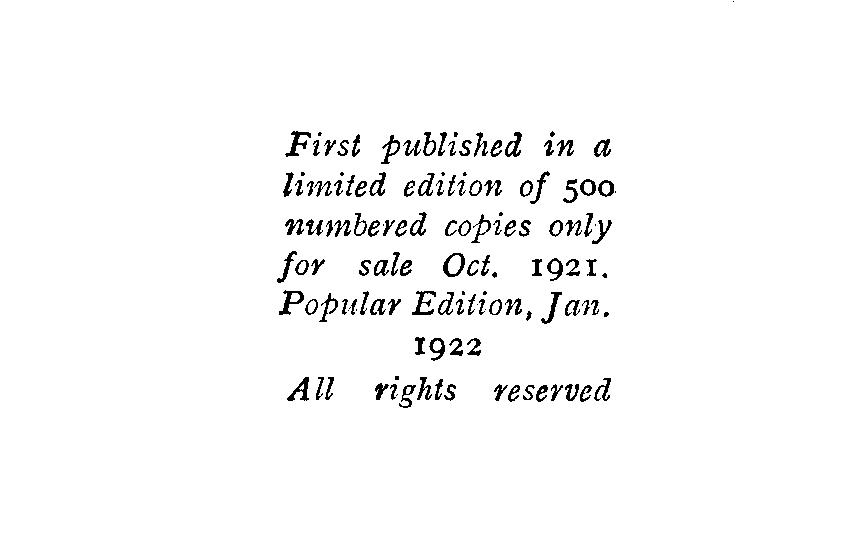 First published in a
limited edition of 500
numbered copies only
for sale Oct. 1921.
Popular Edition, Jan.
1922
All rights reserved